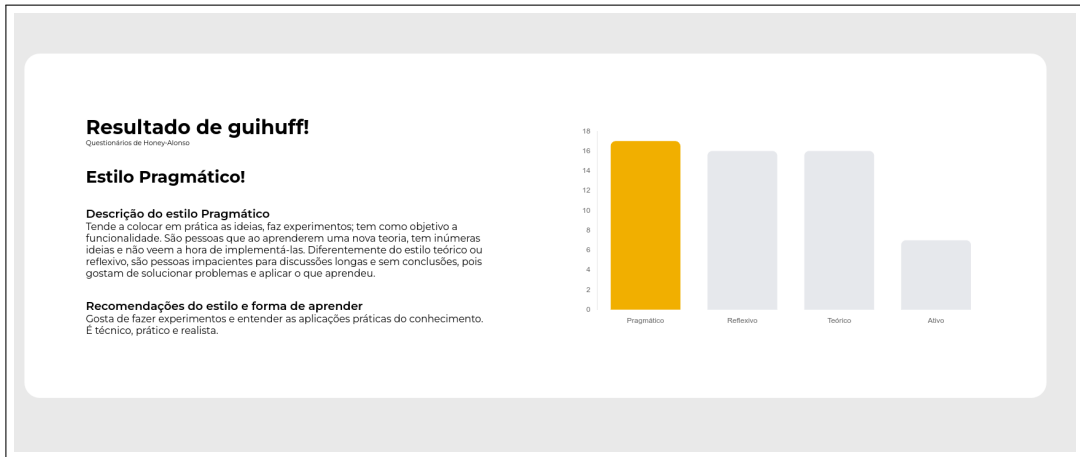 Resultado de guihuff!
Questionários de Honey-Alonso
Estilo Pragmático!
Descrição do estilo Pragmático
Tende a colocar em prática as ideias, faz experimentos; tem como objetivo a
funcionalidade. São pessoas que ao aprenderem uma nova teoria, tem inúmeras
ideias e não veem a hora de implementá-las. Diferentemente do estilo teórico ou
reflexivo, são pessoas impacientes para discussões longas e sem conclusões, pois
gostam de solucionar problemas e aplicar o que aprendeu.
Recomendações do estilo e forma de aprender
Gosta de fazer experimentos e entender as aplicações práticas do conhecimento.
É técnico, prático e realista.
18
16
14
12
10
8
6
4
2
0
Pragmático Reflexivo Teórico Ativo